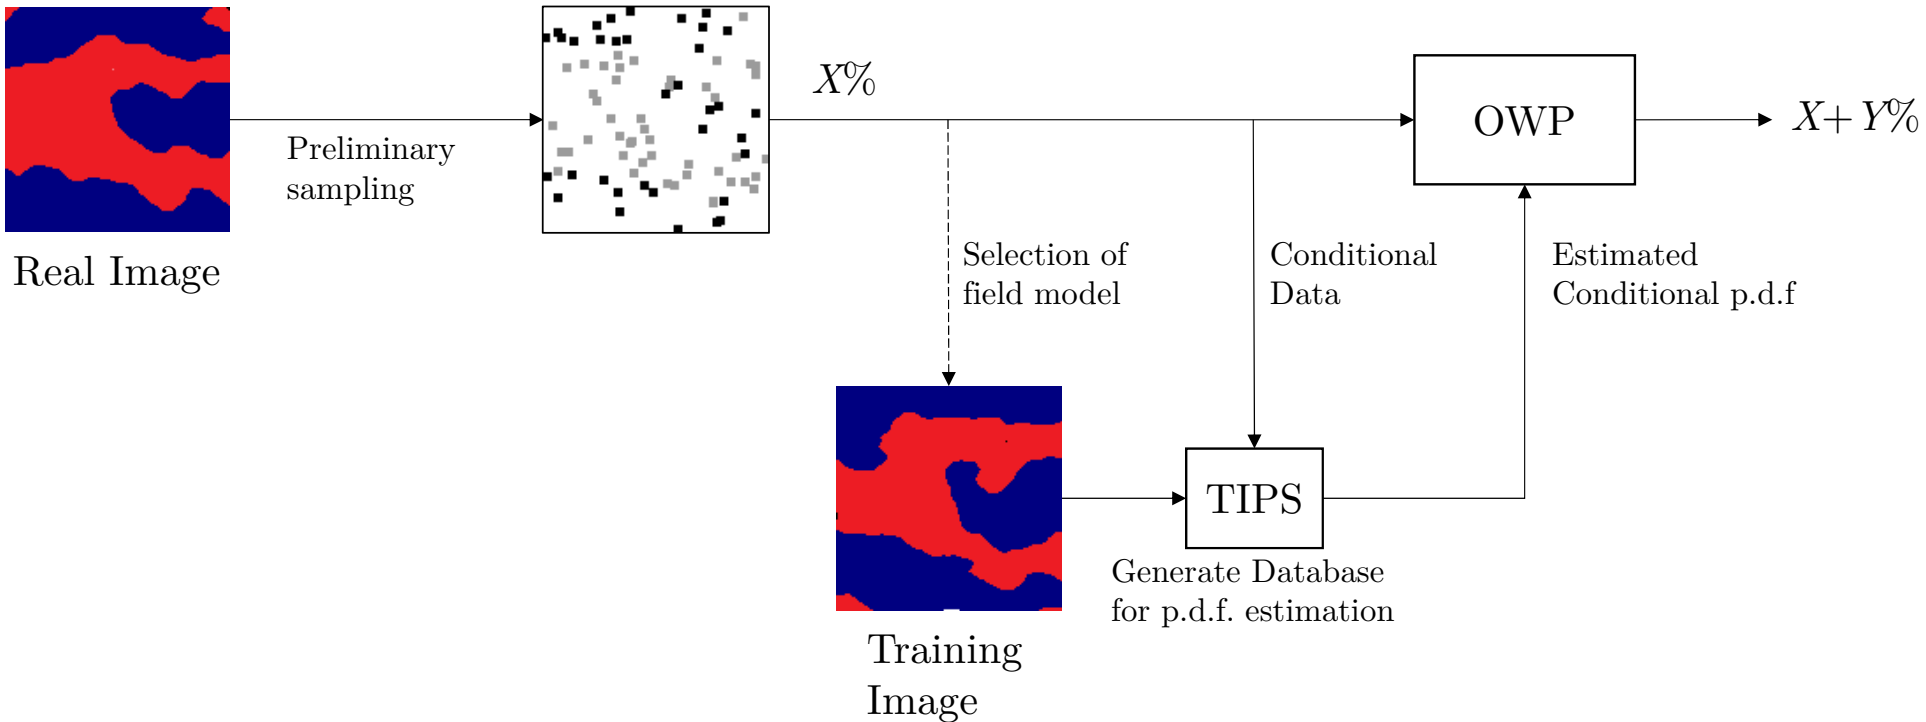 Real Image
Preliminary
sampling
X%
OWP
X+ Y%
Selection of
field model
Conditional
Data
Estimated
Conditional p.d.f
TIPS
Generate Database
for p.d.f. estimation
Training
Image